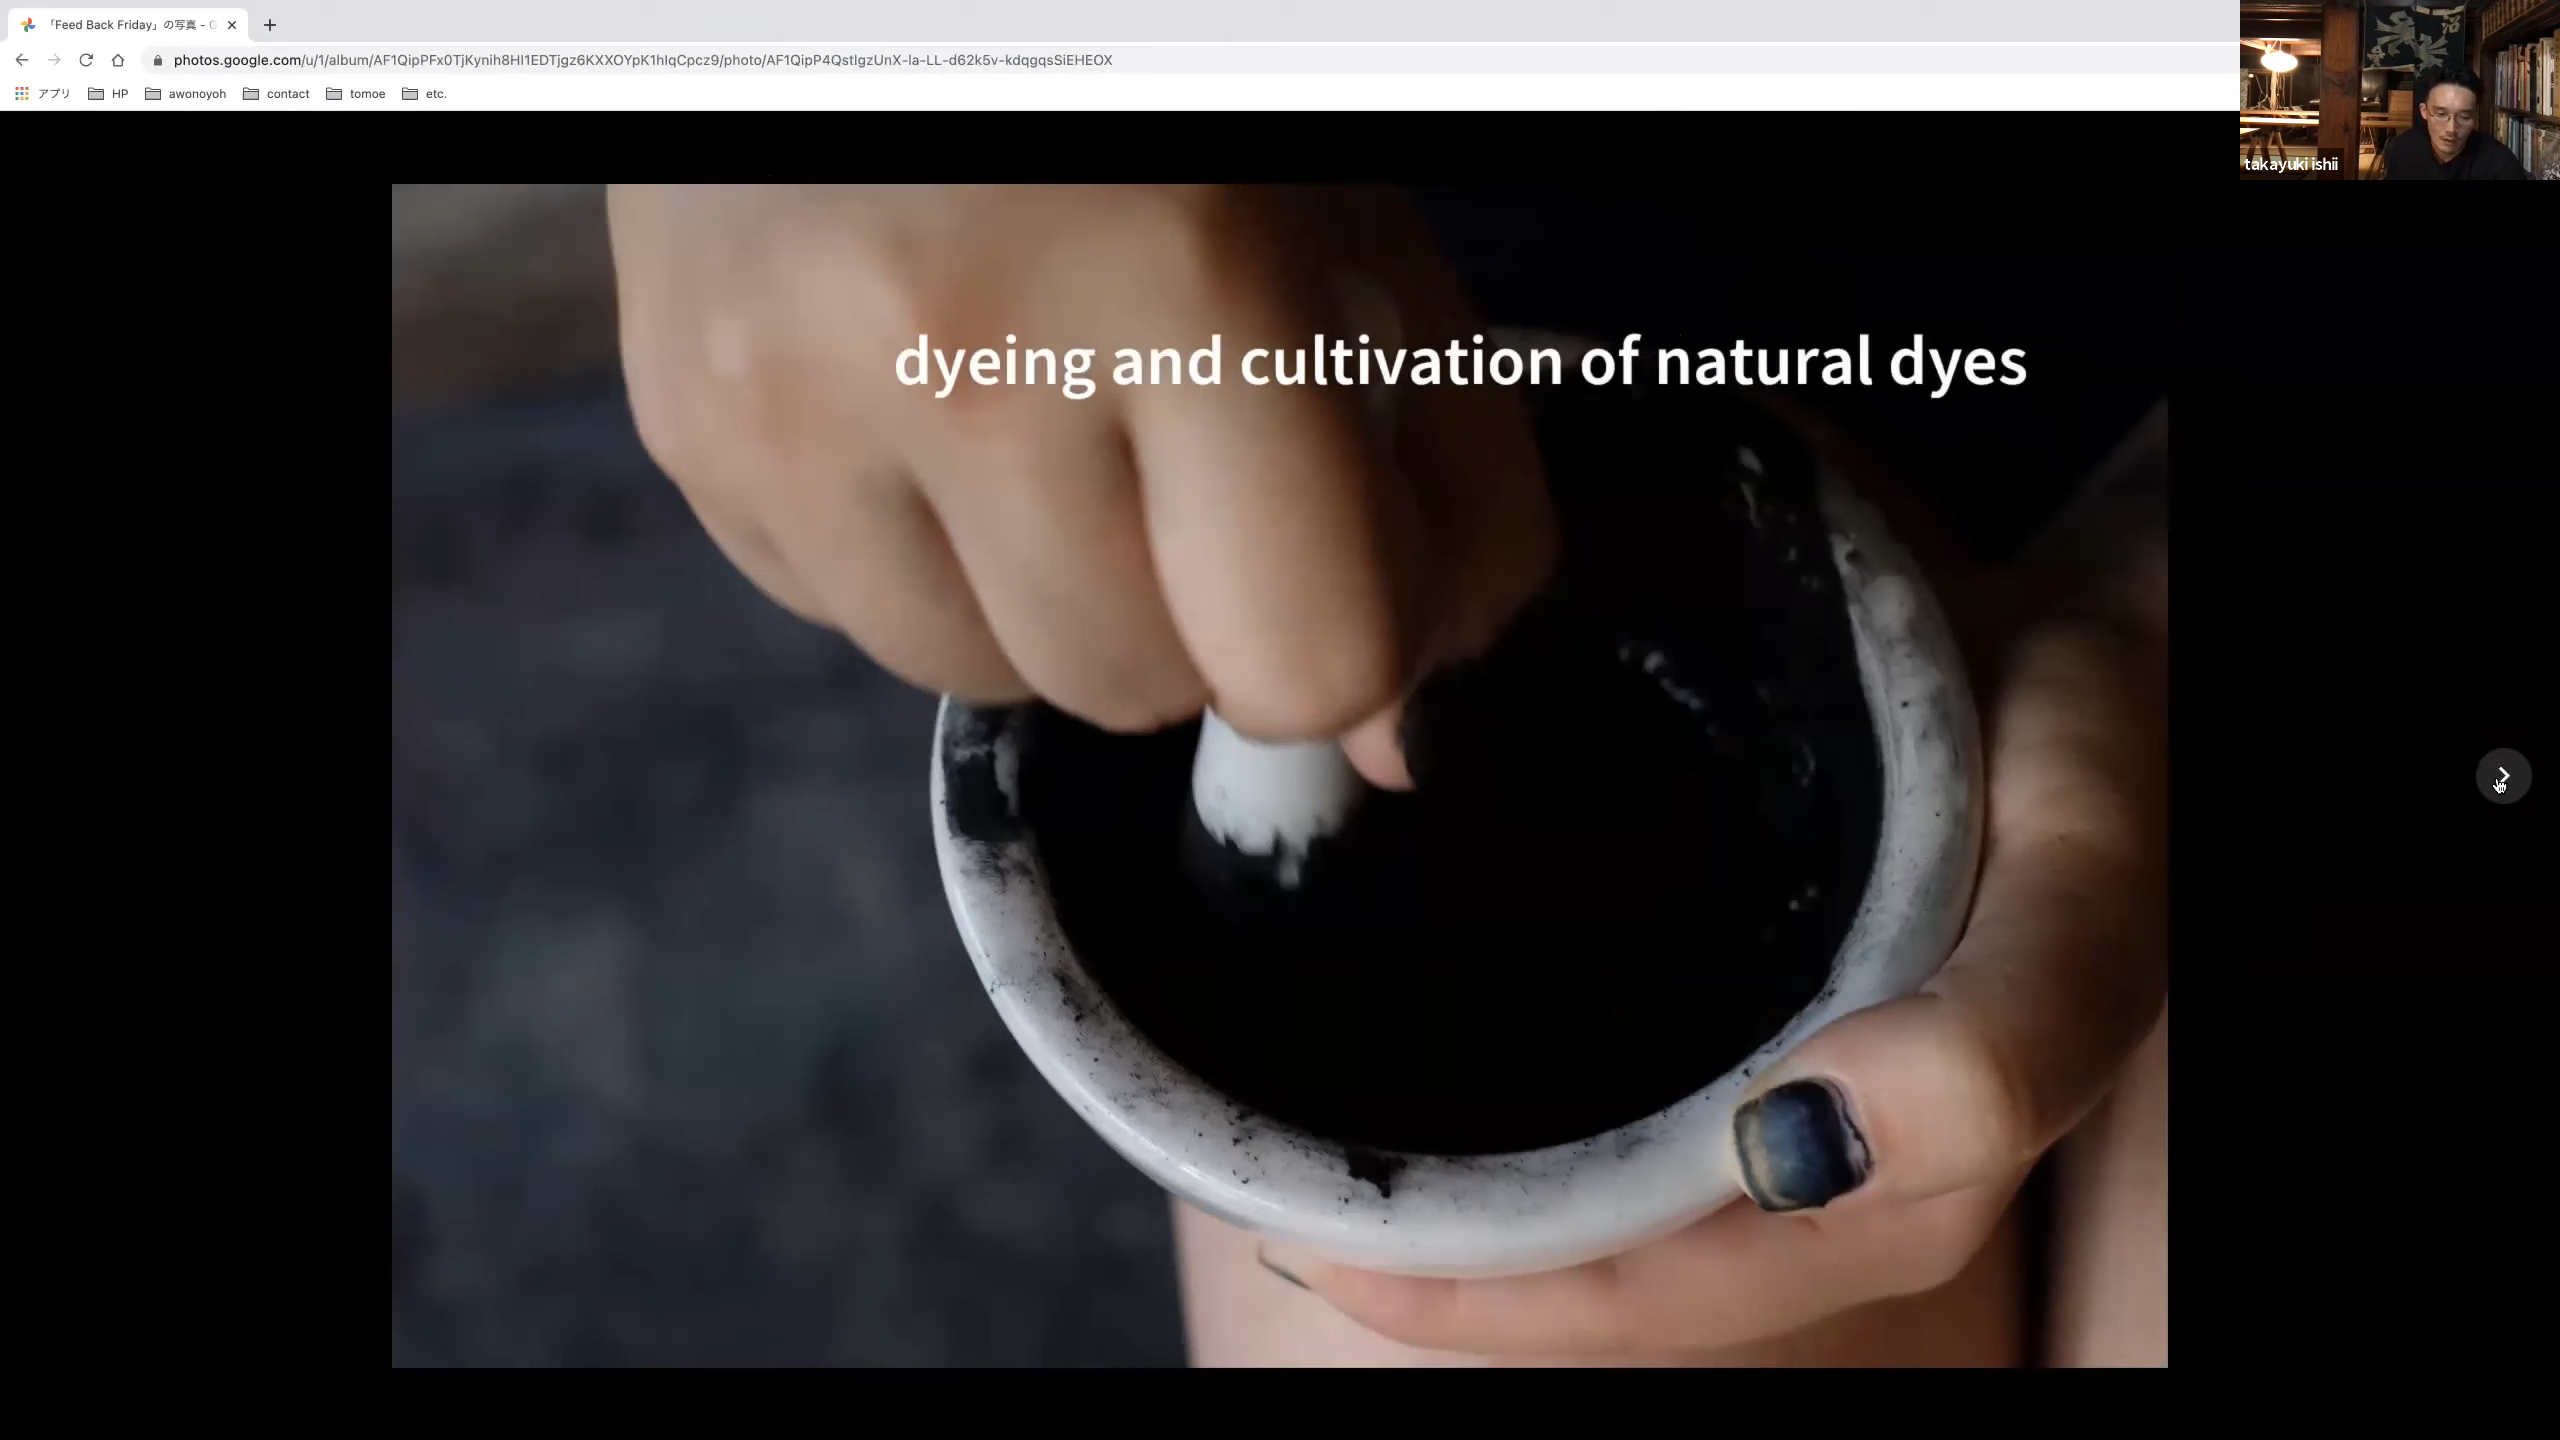 「Feed Back Friday」の写真 - G
photos.google.com/u/1/album/AF1QipPFx0TjKynih8HI1EDTjgz6KXXOYpK1hIqCpcz9/photo/AF1QipP4QstlgzUnX-la-LL-d62k5v-kdqgqsSiEHEOX
アプリ HP awonoyoh contact tomoe etc.
takayuki ishii
dyeing and cultivation of natural dyes